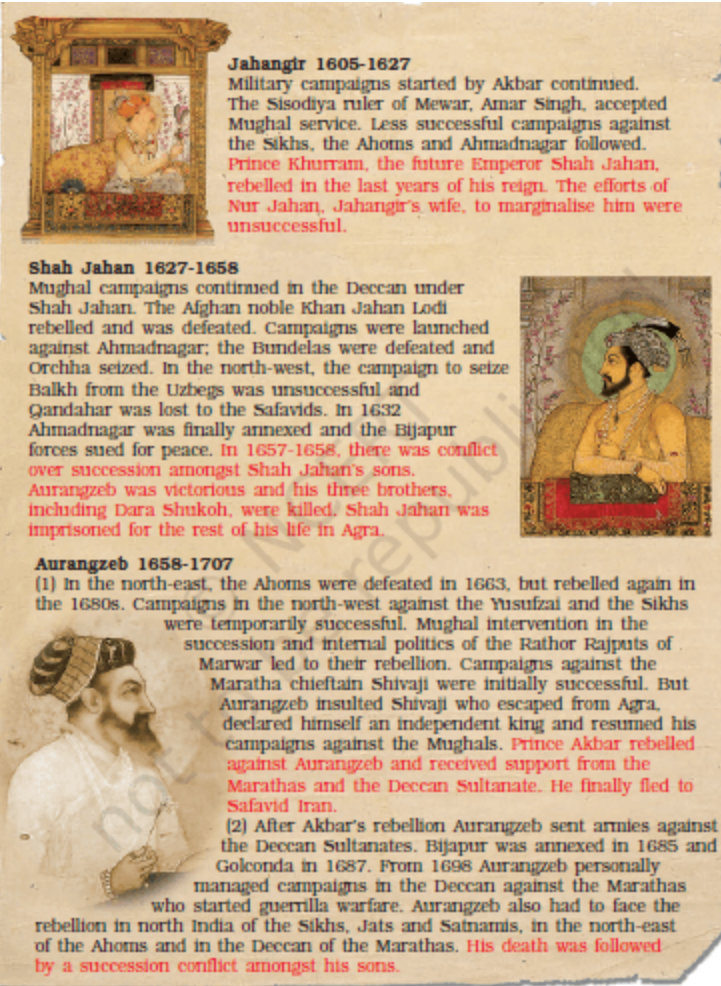 Jahangir 1605-1627
Military campaigns started by Akbar continued.
The Sisodiya ruler of Mewar, Amar Singh, accepted
Mughal service. Less successful campaigns against
the Sikhs, the Ahoms and Ahmadnagar followed.
Prince Khurram, the future Emperor Shah Jahan,
rebelled in the last years of his reign. The efforts of
Nur Jahan, Jahangir's wife, to marginalise him were
unsuccessful.
Shah Jahan 1627-1658
Mughal campaigns continued in the Deccan under
Shah Jahan. The Afghan noble Khan Jahan Lodi
rebelled and was defeated. Campaigns were launched
against Ahmadnagar; the Bundelas were defeated and
Orchha seized. In the north-west, the campaign to seize
Balkh from the Uzbegs was unsuccessful and
Qandahar was lost to the Safavids. In 1632
Ahmadnagar was finally annexed and the Bijapur
forces sued for peace. In 1657-1658, there was conflict
over succession amongst Shah Jahan's sons.
Aurangzeb was victorious and his three brothers,
including Dara Shukoh, were killed. Shah Jahan was
imprisoned for the rest of his life in Agra.
Aurangzeb 1658-1707
(1) In the north-east, the Ahoms were defeated in 1663, but rebelled again in
the 1680s. Campaigns in the north-west against the Yusufzai and the Sikhs
were temporarily successful. Mughal intervention in the
succession and internal politics of the Rathor Rajputs of
Marwar led to their rebellion. Campaigns against the
Maratha chieftain Shivaji were initially successful. But
Aurangzeb insulted Shivaji who escaped from Agra,
declared himself an independent king and resumed his
campaigns against the Mughals. Prince Akbar rebelled
against Aurangzeb and received support from the
Marathas and the Deccan Sultanate. He finally fled to
Safavid Iran.
(2) After Akbar's rebellion Aurangzeb sent armies against
the Deccan Sultanates. Bijapur was annexed in 1685 and
Golconda in 1687. From 1698 Aurangzeb personally
managed campaigns in the Deccan against the Marathas
who started guerrilla warfare. Aurangzeb also had to face the
rebellion in north India of the Sikhs, Jats and Satnamis, in the north-east
of the Ahoms and in the Deccan of the Marathas. His death was followed
by a succession conflict amongst his sons.